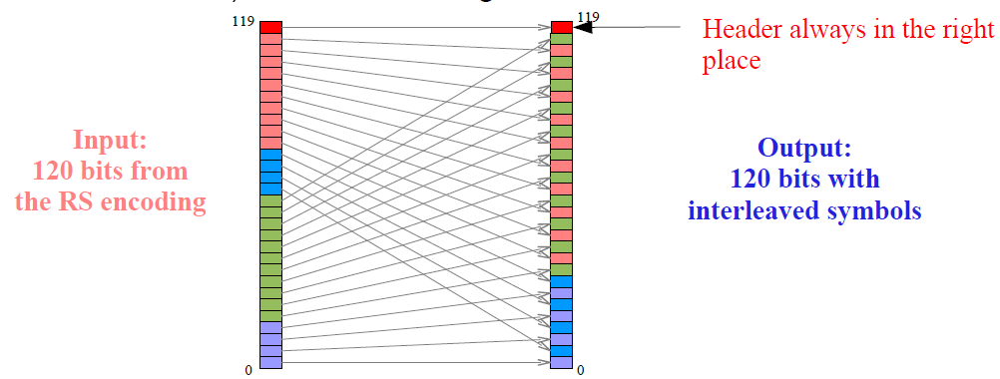 119
119
Header always in the right
place
Input:
120 bits from
the RS encoding
Output:
120 bits with
interleaved symbols
0
0